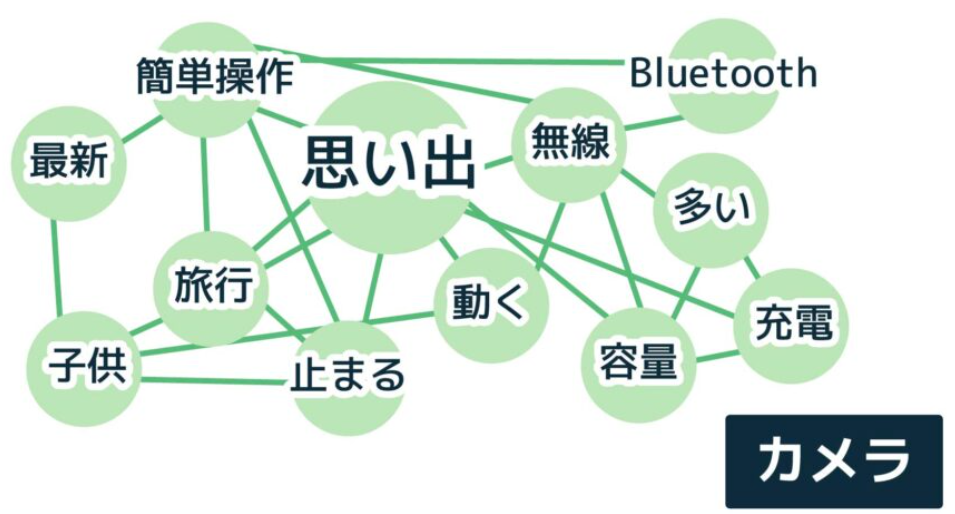 簡単操作
Bluetooth
思い出
無線
最新
多い
旅行
動く
充電
子供
止まる
容量
カメラ